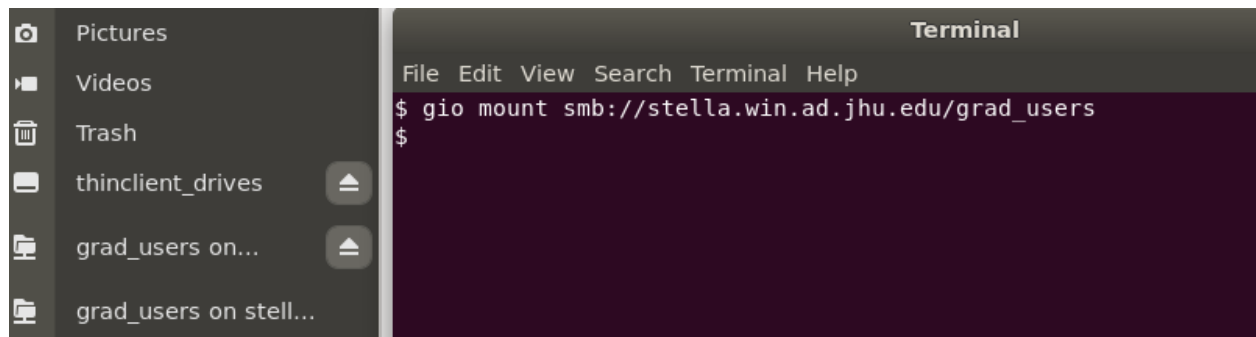 Pictures
Videos
Trash
thinclient_drives
grad_users on...
grad_users on stell...
Terminal
File Edit View Search Terminal Help
$ gio mount smb://stella.win.ad.jhu.edu/grad_users
$